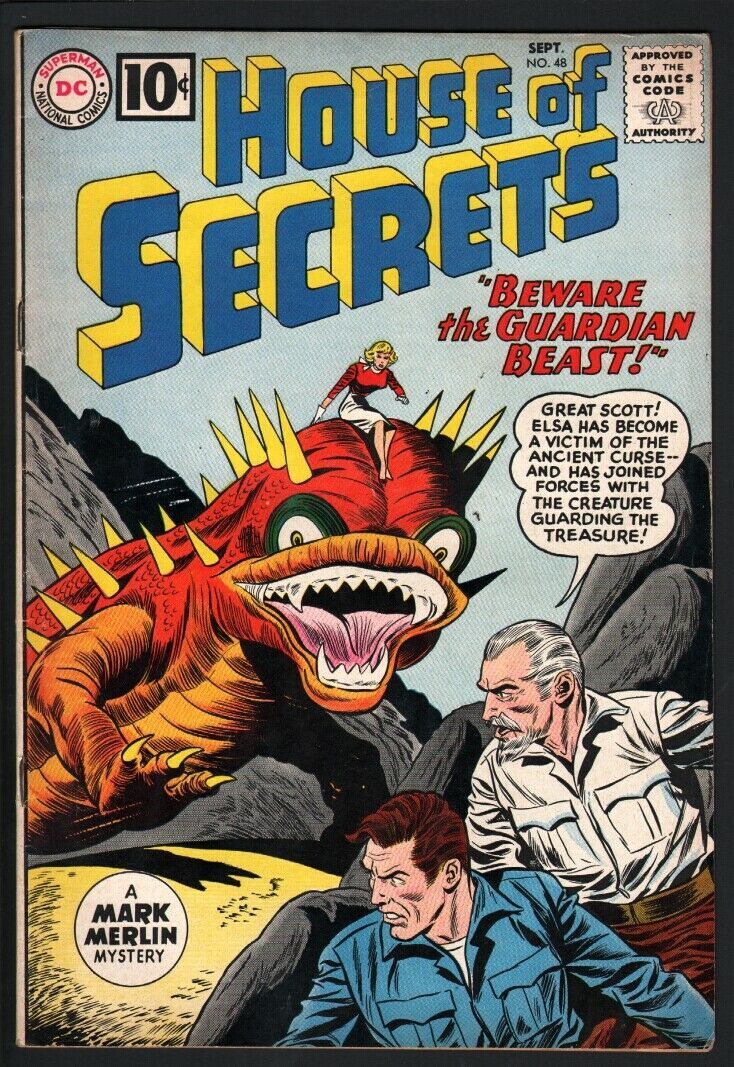 SUPERMAN
DC
NATIONAL COMICS
10¢
SEPT.
NO. 48
APPROVED
BY THE
COMICS
CODE
CA
AUTHORITY
HOUSE of
SECRETS
"BEWARE
the GUARDIAN
BEAST!"
GREAT SCOTT!
ELSA HAS BECOME
A VICTIM OF THE
ANCIENT CURSE--
AND HAS JOINED
FORCES WITH
THE CREATURE
GUARDING THE
TREASURE!
A
MARK
MERLIN
MYSTERY